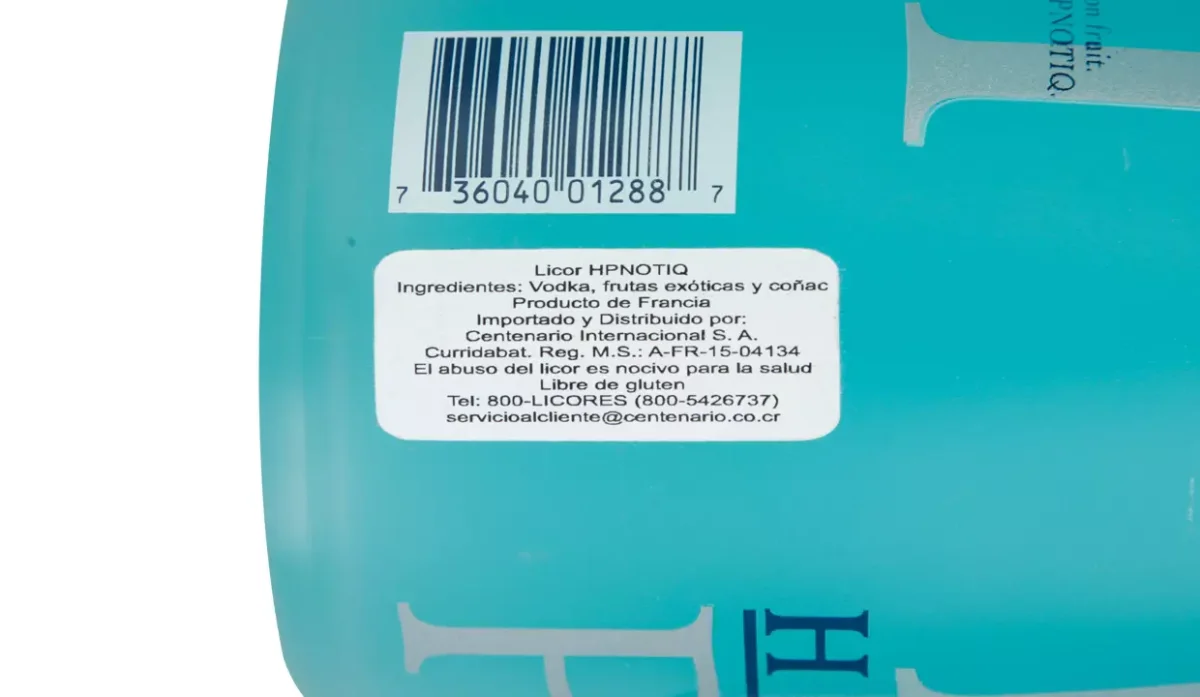 7 36040 01288 7
Licor HPNOTIQ
Ingredientes: Vodka, frutas exóticas y coñac
Producto de Francia
Importado y Distribuido por:
Centenario Internacional S. A.
Curridabat. Reg. M.S.: A-FR-15-04134
El abuso del licor es nocivo para la salud
Libre de gluten
Tel: 800-LICORES (800-5426737)
servicioalcliente@centenario.co.cr
fruit.
H